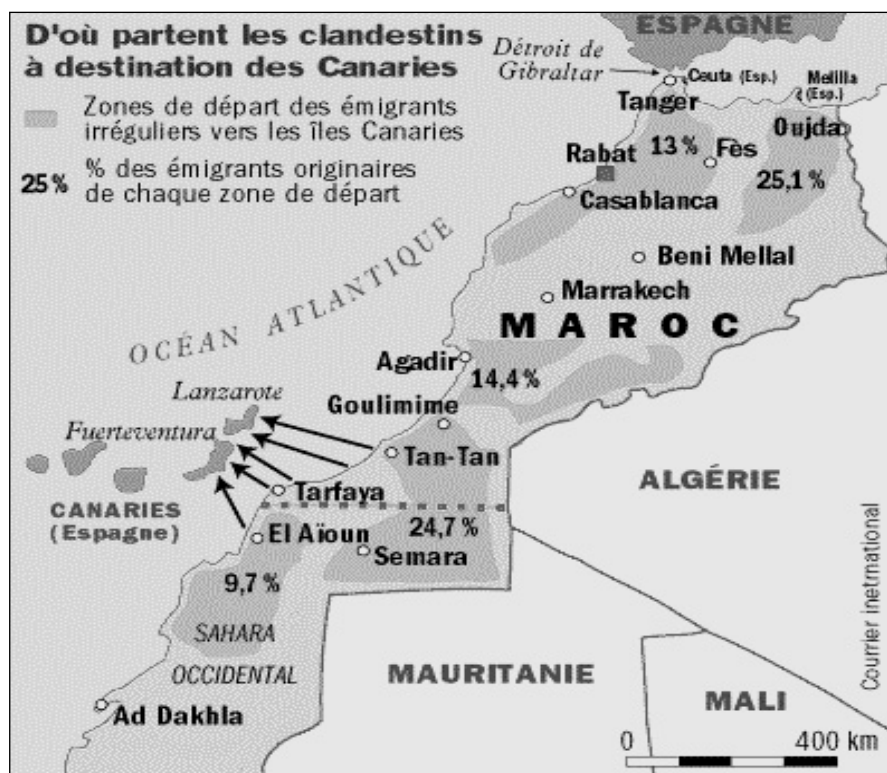 D'où partent les clandestins
à destination des Canaries
Zones de départ des émigrants
irréguliers vers les îles Canaries
25% % des émigrants originaires
de chaque zone de départ
ESPAGNE
Détroit de
Gibraltar
Ceuta (Esp.)
Melilla
(Esp.)
Tanger
Oujda
13 %
Fès
Rabat
25,1 %
Casablanca
Beni Mellal
Marrakech
MAROC
OCÉAN ATLANTIQUE
Agadir
14,4 %
Lanzarote
Goulimime
Fuerteventura
Tan-Tan
ALGÉRIE
Tarfaya
CANARIES
(Espagne)
24,7 %
El Aïoun
Semara
9,7 %
SAHARA
OCCIDENTAL
MAURITANIE
MALI
Ad Dakhla
0 400 km
Courrier inetrnational